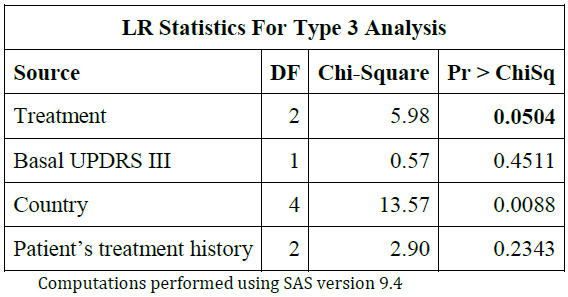 LR Statistics For Type 3 Analysis
Source DF Chi-Square Pr > ChiSq
Treatment 2 5.98 0.0504
Basal UPDRS III 1 0.57 0.4511
Country 4 13.57 0.0088
Patient’s treatment history 2 2.90 0.2343
Computations performed using SAS version 9.4